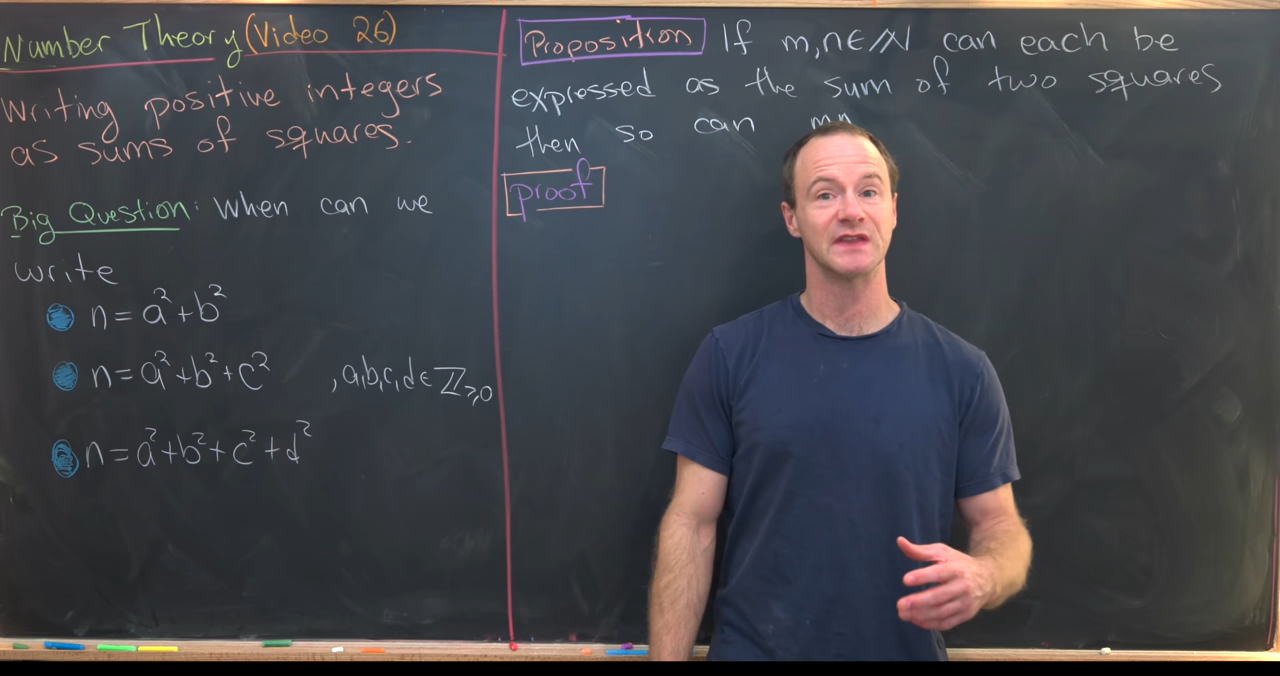 Number Theory (Video 26)
Writing positive integers
as sums of squares.
Big Question: When can we
write
n = a² + b²
n = a² + b² + c² , a,b,c,d ∈ ℤ≥0
n = a² + b² + c² + d²
Proposition If m,n ∈ ℕ can each be
expressed as the sum of two squares
then so can mn
proof